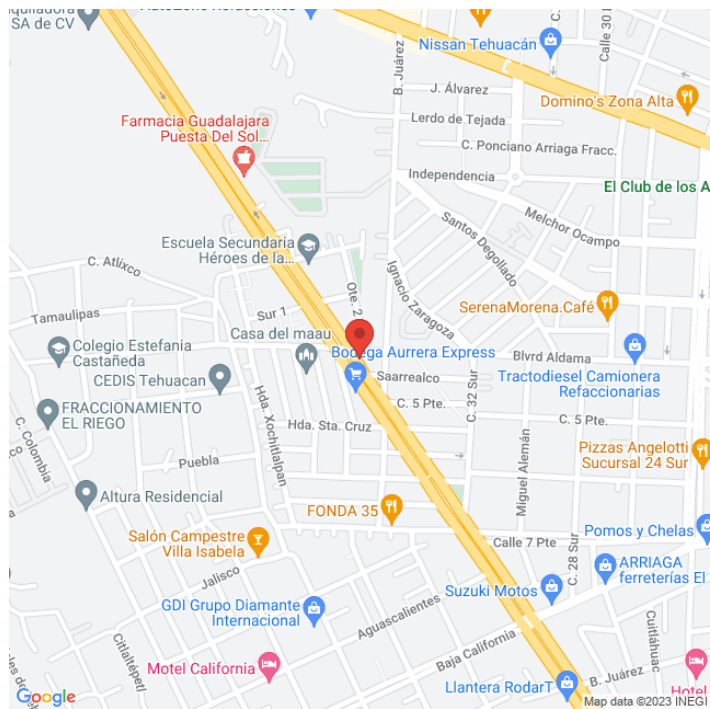 quiladora
SA de CV
AutoZone Refacciones
Nissan Tehuacán
Calle 30
B. Juárez
J. Álvarez
Domino's Zona Alta
Farmacia Guadalajara
Puesta Del Sol...
Lerdo de Tejada
C. Ponciano Arriaga Fracc.
Independencia
El Club de los A
Melchor Ocampo
Santos Degollado
Escuela Secundaria
Héroes de la...
C. Atlixco
Ote. 2
Ignacio Zaragoza
SerenaMorena.Café
Sur 1
Tamaulipas
Casa del maau
Colegio Estefania
Castañeda
Bodega Aurrera Express
Blvrd Aldama
CEDIS Tehuacan
Saarrealco
Tractodiesel Camionera
Refaccionarias
Hda. Xochitlalpan
C. 32 Sur
FRACCIONAMIENTO
EL RIEGO
C. 5 Pte.
C. 5 Pte.
C. Colombia
Hda. Sta. Cruz
Miguel Alemán
Pizzas Angelotti
Sucursal 24 Sur
Puebla
Altura Residencial
FONDA 35
Pomos y Chelas
Salón Campestre
Villa Isabela
Calle 7 Pte
C. 28 Sur
ARRIAGA
ferreterías El
Jalisco
Suzuki Motos
GDI Grupo Diamante
Internacional
Aguascalientes
Citlaltépetl
Baja California
Cuitláhuac
Motel California
B. Juárez
Hotel
Llantera RodarT
Google
Map data ©2023 INEGI